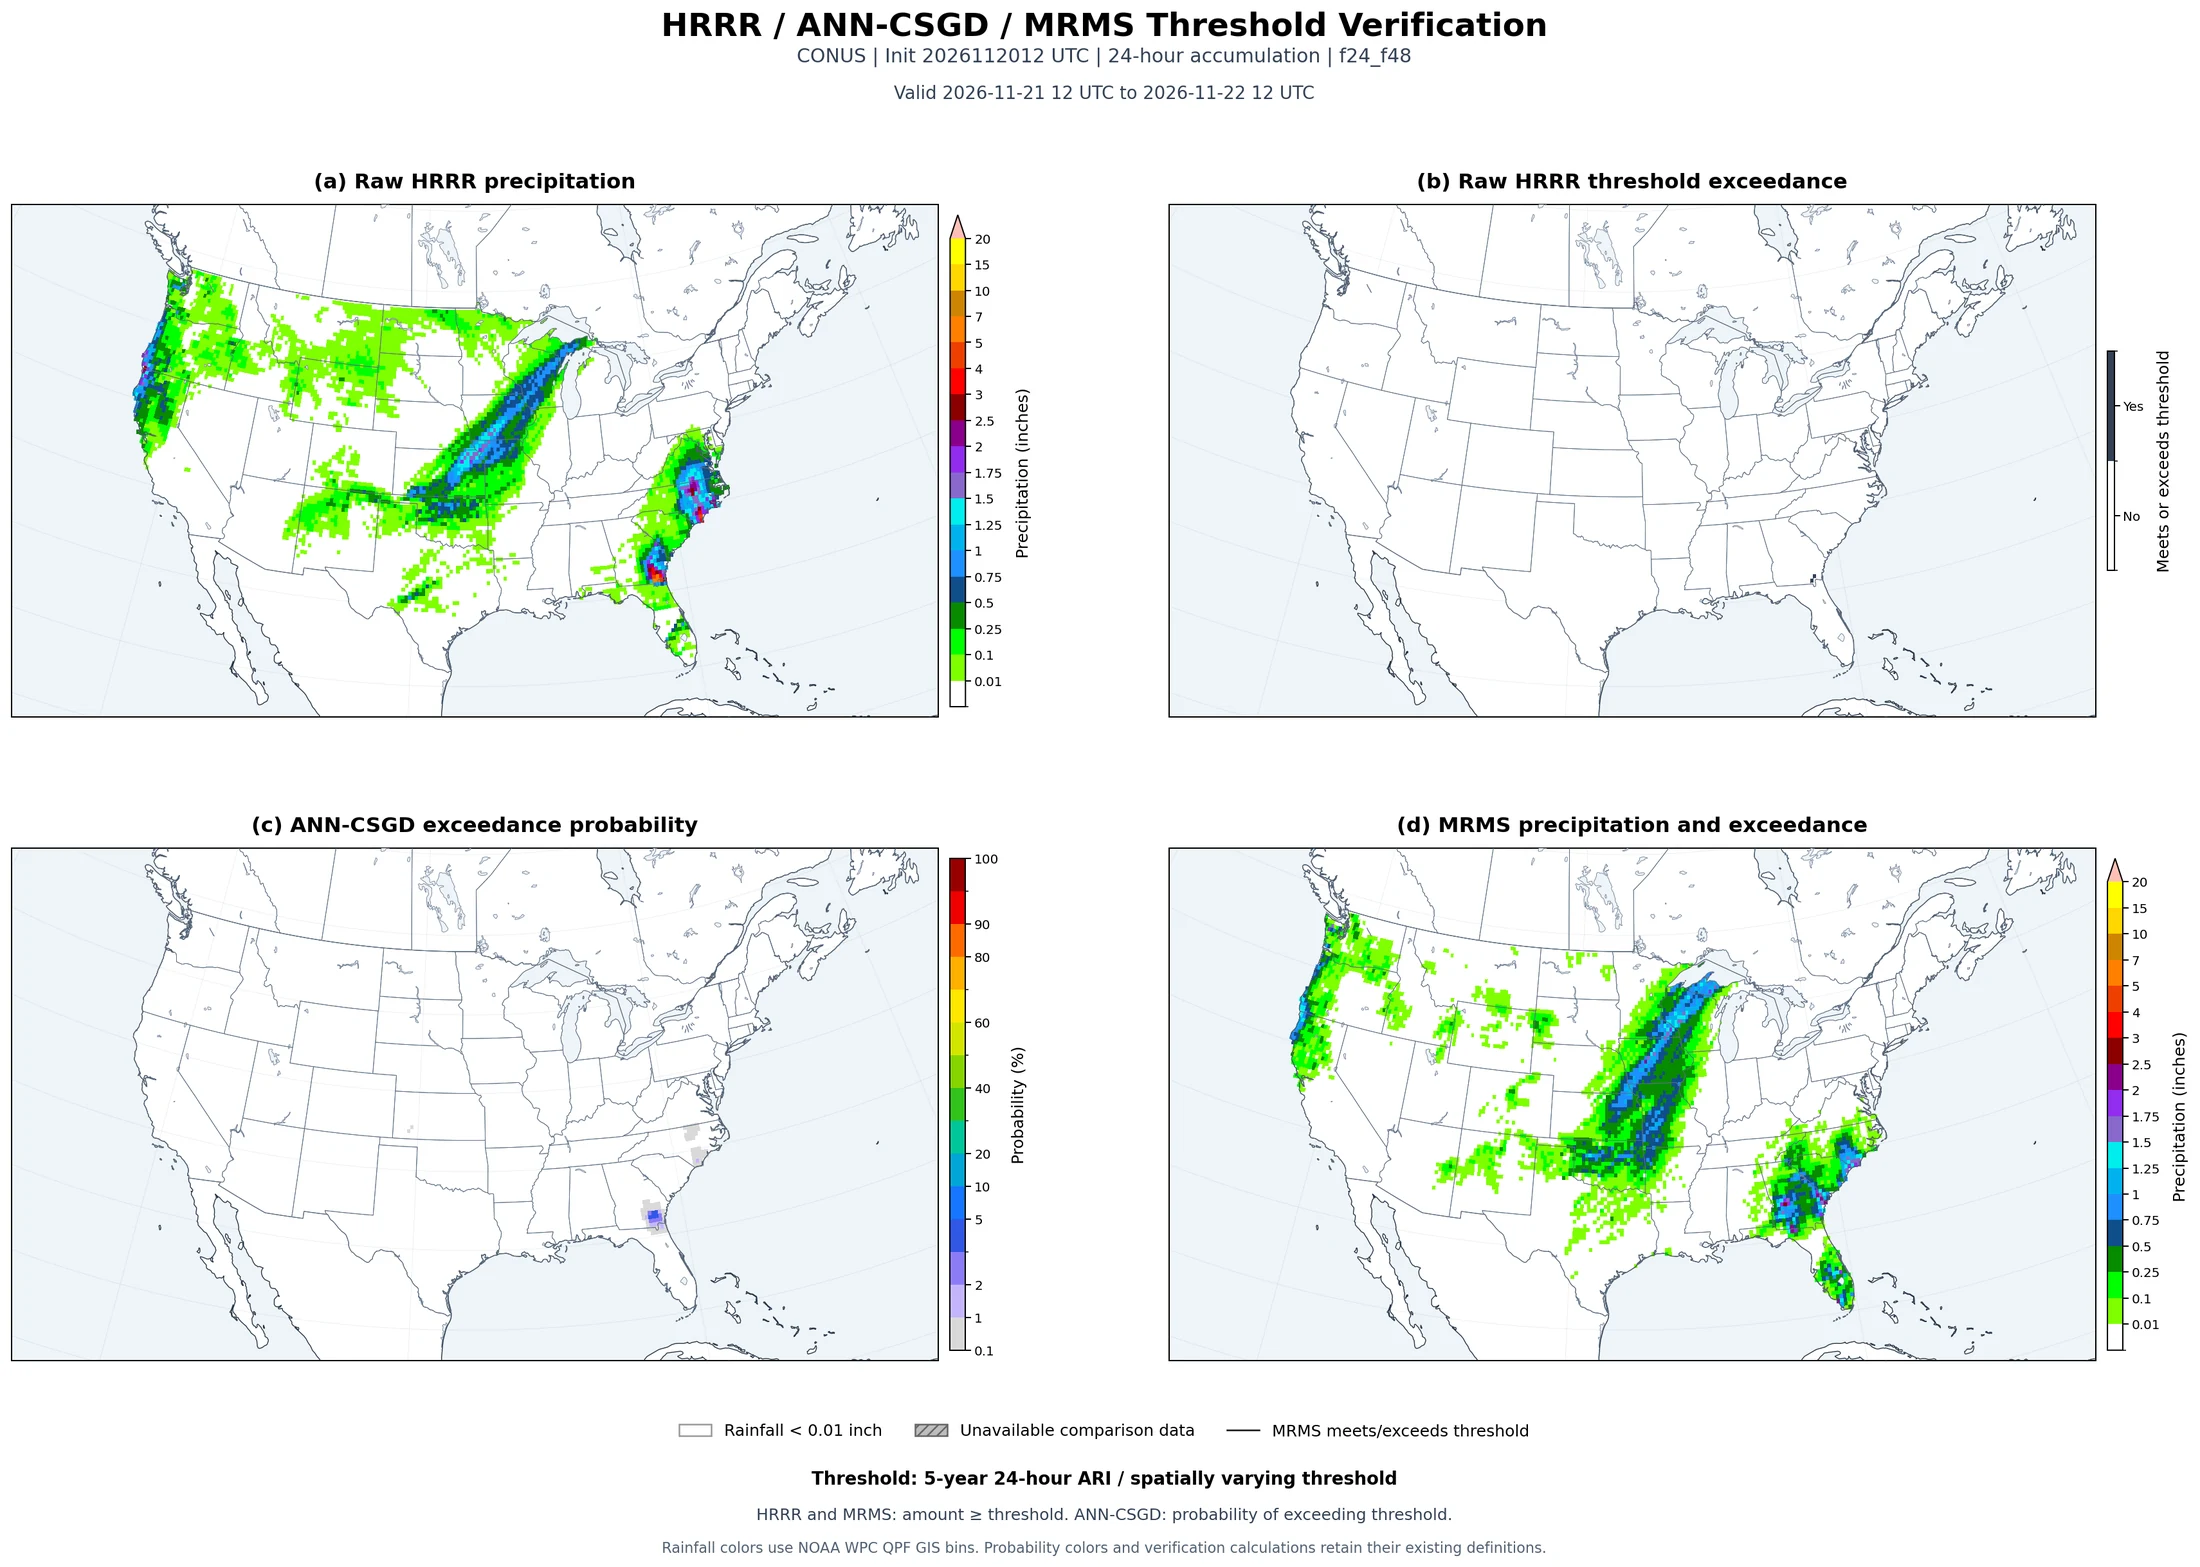 HRRR / ANN-CSGD / MRMS Threshold Verification
CONUS | Init 2026112012 UTC | 24-hour accumulation | f24_f48
Valid 2026-11-21 12 UTC to 2026-11-22 12 UTC
(a) Raw HRRR precipitation
20
15
10
7
5
4
3
2.5
2
1.75
1.5
1.25
1
0.75
0.5
0.25
0.1
0.01
Precipitation (inches)
(b) Raw HRRR threshold exceedance
Yes
No
Meets or exceeds threshold
(c) ANN-CSGD exceedance probability
100
90
80
60
40
20
10
5
2
1
0.1
Probability (%)
(d) MRMS precipitation and exceedance
20
15
10
7
5
4
3
2.5
2
1.75
1.5
1.25
1
0.75
0.5
0.25
0.1
0.01
Precipitation (inches)
Rainfall < 0.01 inch
Unavailable comparison data
MRMS meets/exceeds threshold
Threshold: 5-year 24-hour ARI / spatially varying threshold
HRRR and MRMS: amount ≥ threshold. ANN-CSGD: probability of exceeding threshold.
Rainfall colors use NOAA WPC QPF GIS bins. Probability colors and verification calculations retain their existing definitions.